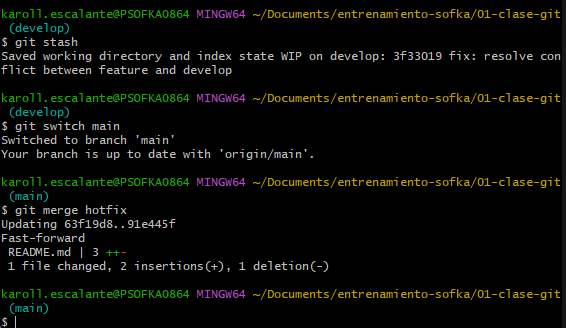 karoll.escalante@PSOFKA0864 MINGW64 ~/Documents/entrenamiento-sofka/01-clase-git
(develop)
$ git stash
Saved working directory and index state WIP on develop: 3f33019 fix: resolve con
flict between feature and develop
karoll.escalante@PSOFKA0864 MINGW64 ~/Documents/entrenamiento-sofka/01-clase-git
(develop)
$ git switch main
Switched to branch 'main'
Your branch is up to date with 'origin/main'.
karoll.escalante@PSOFKA0864 MINGW64 ~/Documents/entrenamiento-sofka/01-clase-git
(main)
$ git merge hotfix
Updating 63f19d8..91e445f
Fast-forward
README.md | 3 ++-
1 file changed, 2 insertions(+), 1 deletion(-)
karoll.escalante@PSOFKA0864 MINGW64 ~/Documents/entrenamiento-sofka/01-clase-git
(main)
$